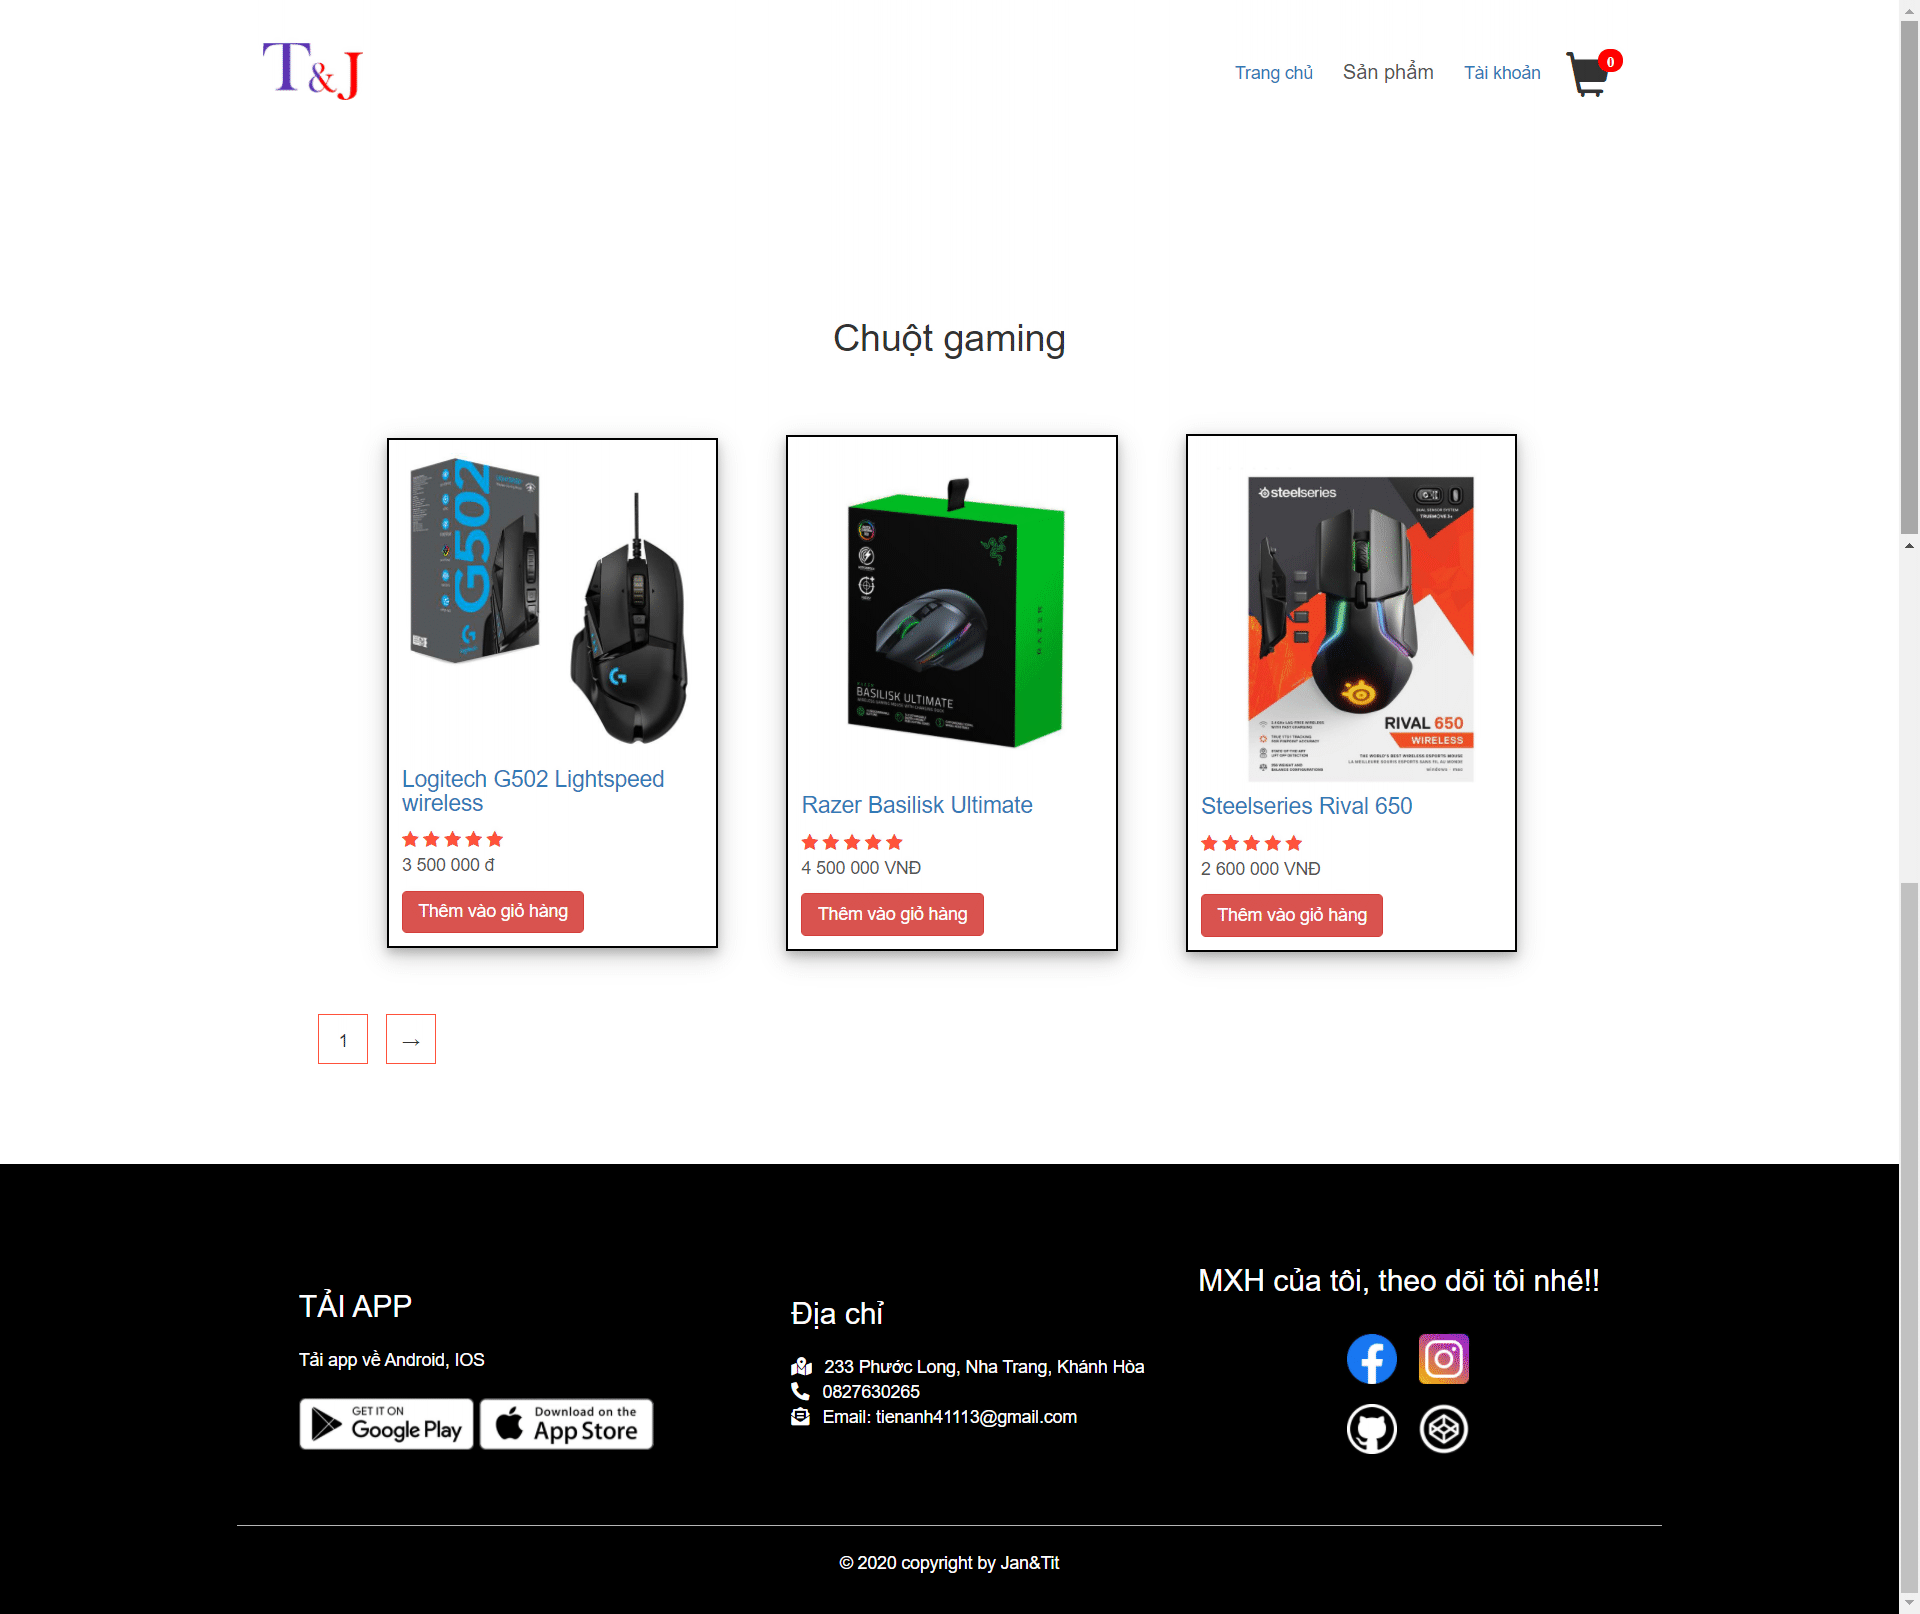 T&J
Trang chủ
Sản phẩm
Tài khoản
0
Chuột gaming
G502
Logitech G502 Lightspeed
wireless
3 500 000 đ
Thêm vào giỏ hàng
BASILISK ULTIMATE
Razer Basilisk Ultimate
4 500 000 VNĐ
Thêm vào giỏ hàng
steelseries
RIVAL 650
WIRELESS
Steelseries Rival 650
2 600 000 VNĐ
Thêm vào giỏ hàng
1
→
TẢI APP
Tải app về Android, IOS
GET IT ON
Google Play
Download on the
App Store
Địa chỉ
233 Phước Long, Nha Trang, Khánh Hòa
0827630265
Email: tienanh41113@gmail.com
MXH của tôi, theo dõi tôi nhé!!
© 2020 copyright by Jan&Tit